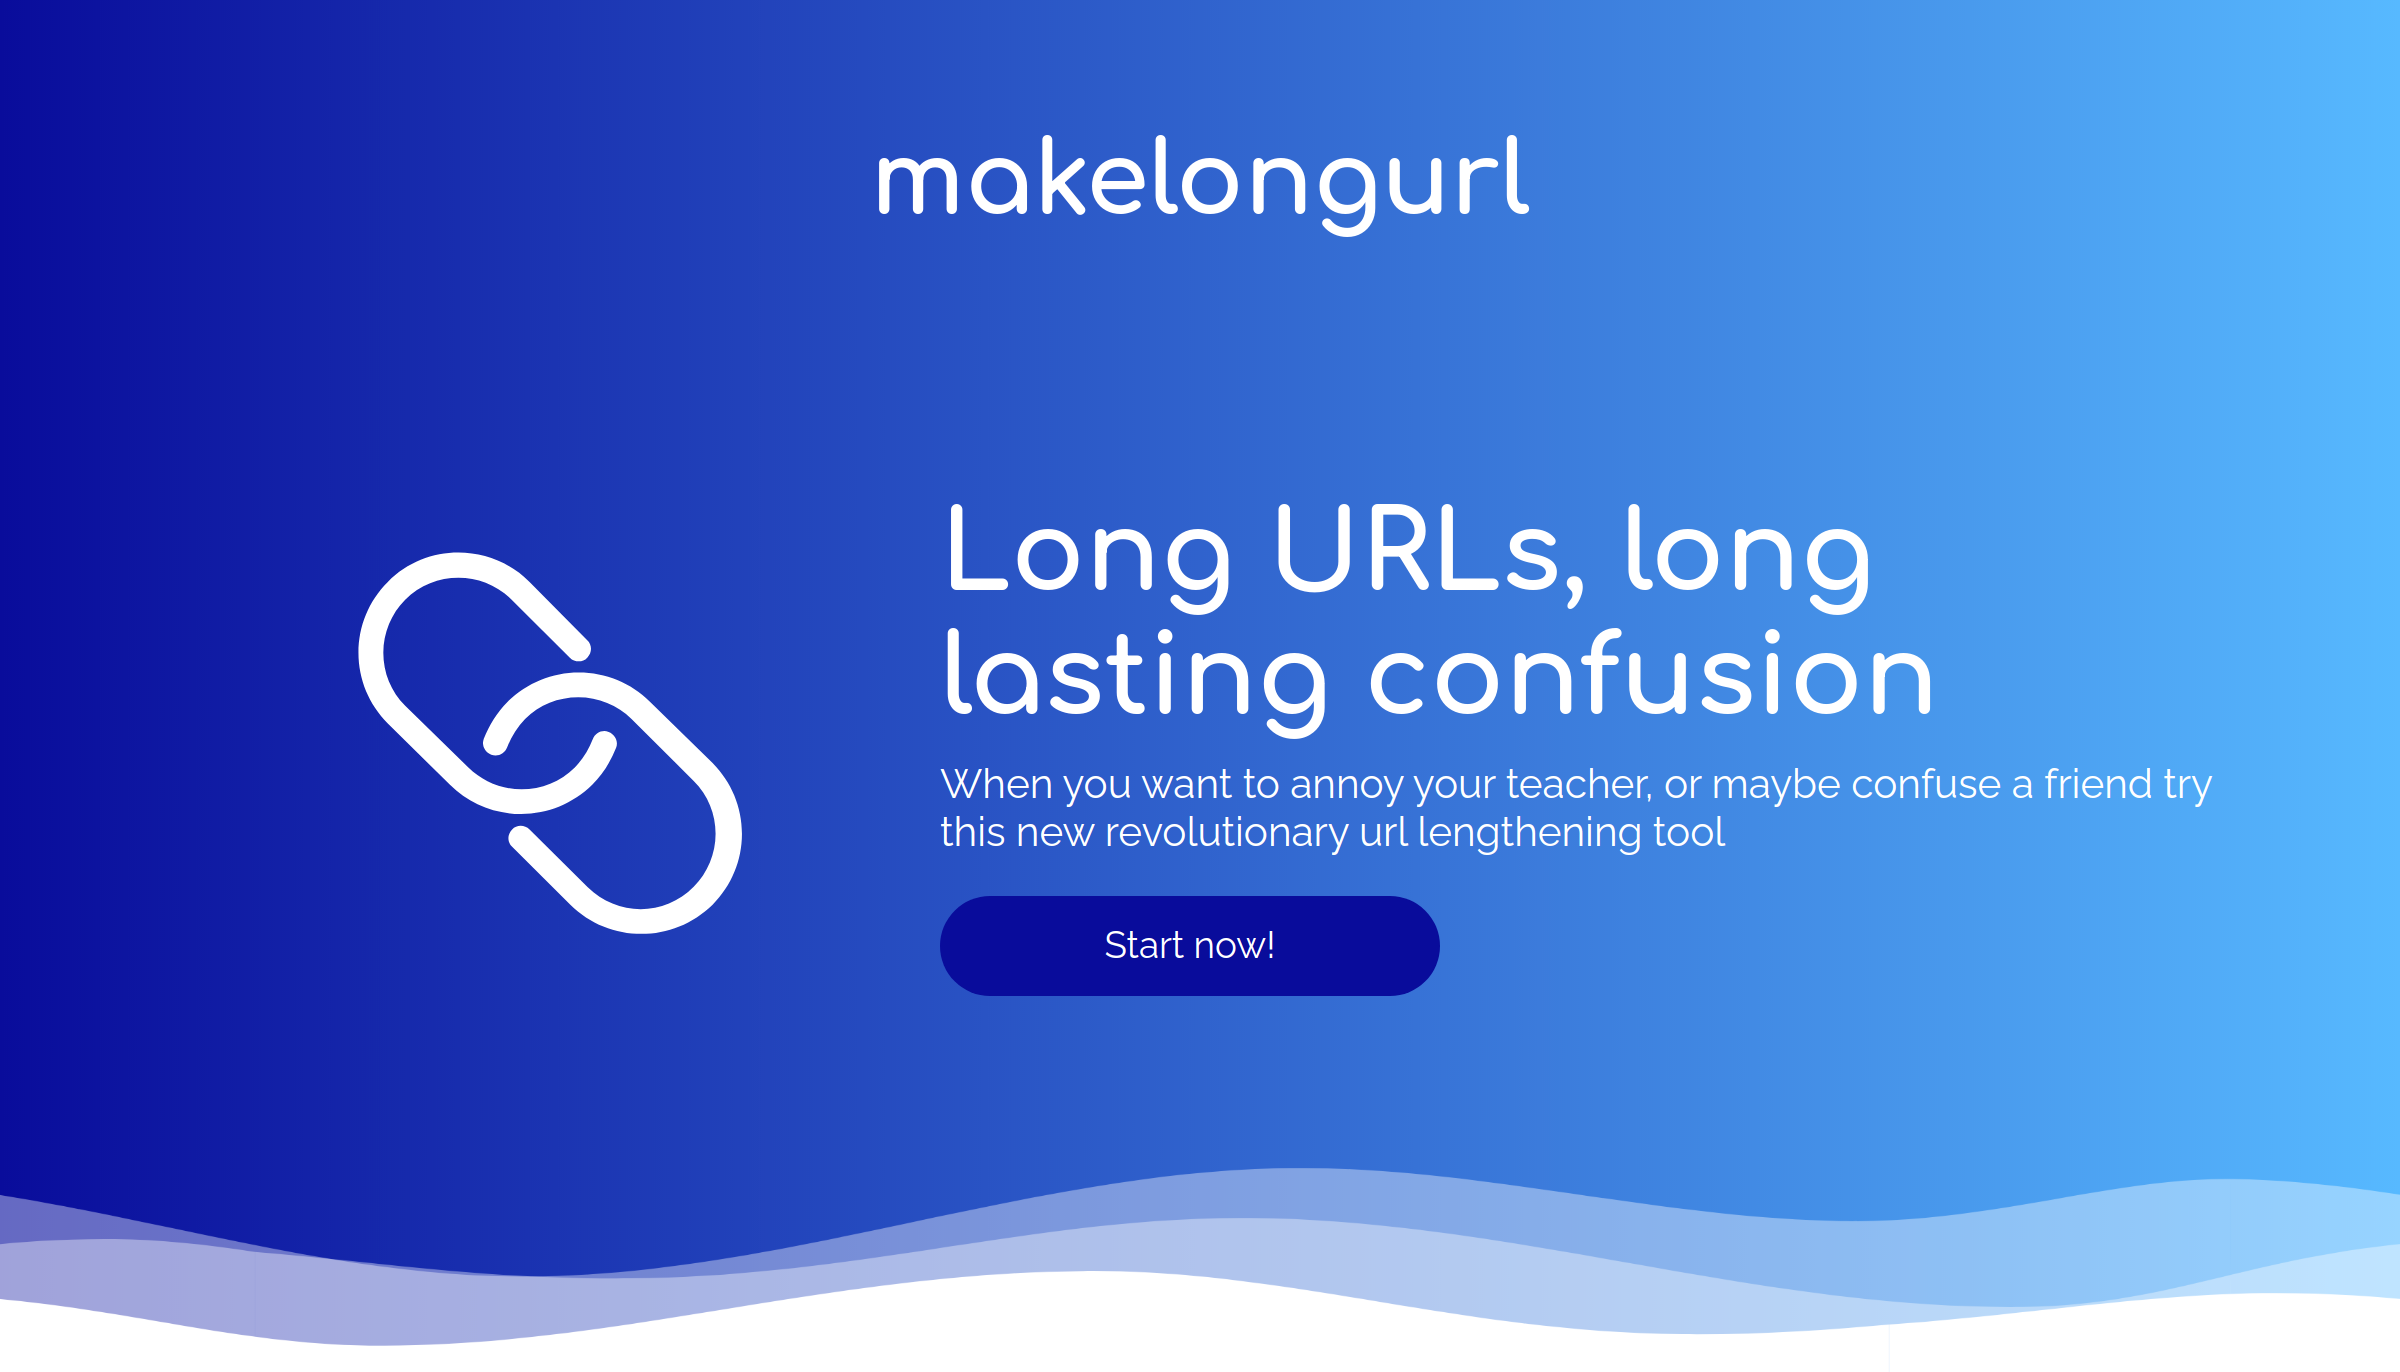 makelongurl
Long URLs, long
lasting confusion
When you want to annoy your teacher, or maybe confuse a friend try
this new revolutionary url lengthening tool
Start now!